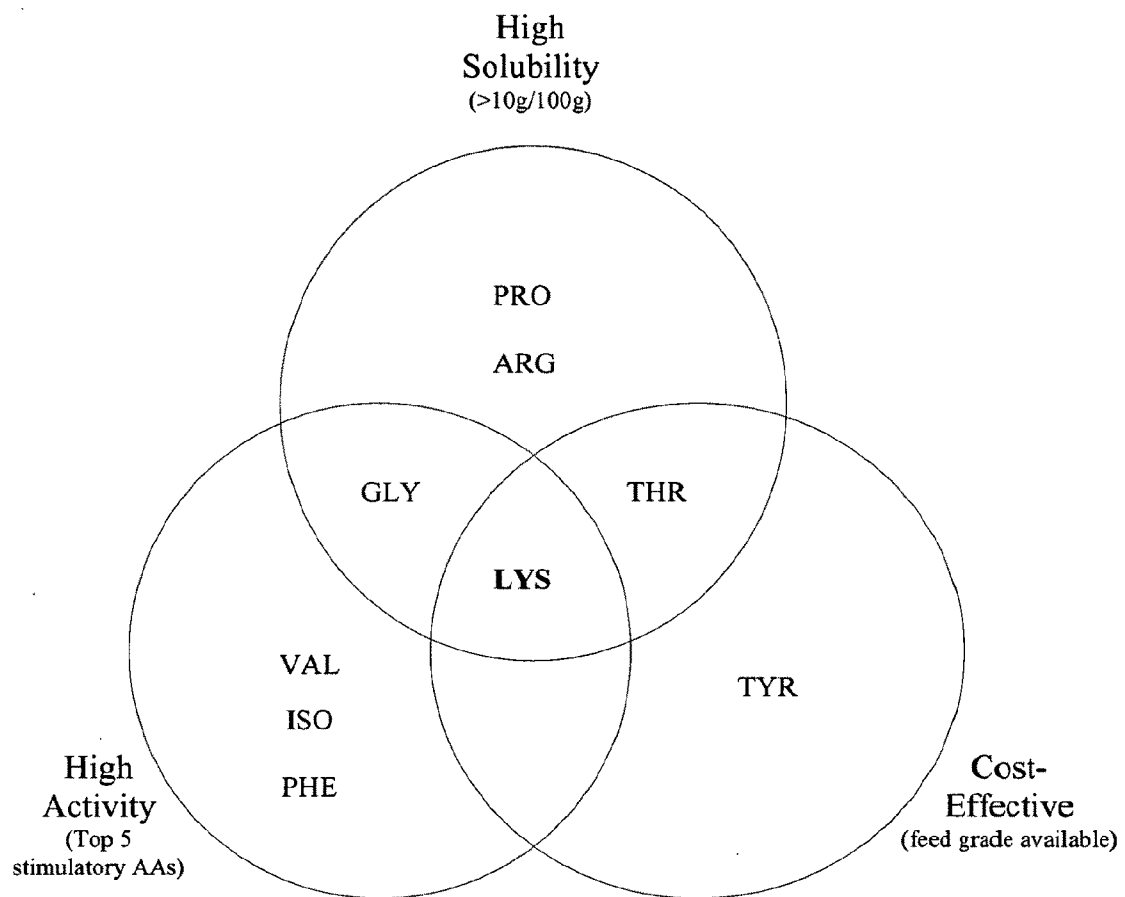 High
Solubility
(>10g/100g)
PRO
ARG
GLY
THR
LYS
VAL
ISO
PHE
TYR
High
Activity
(Top 5
stimulatory AAs)
Cost-
Effective
(feed grade available)